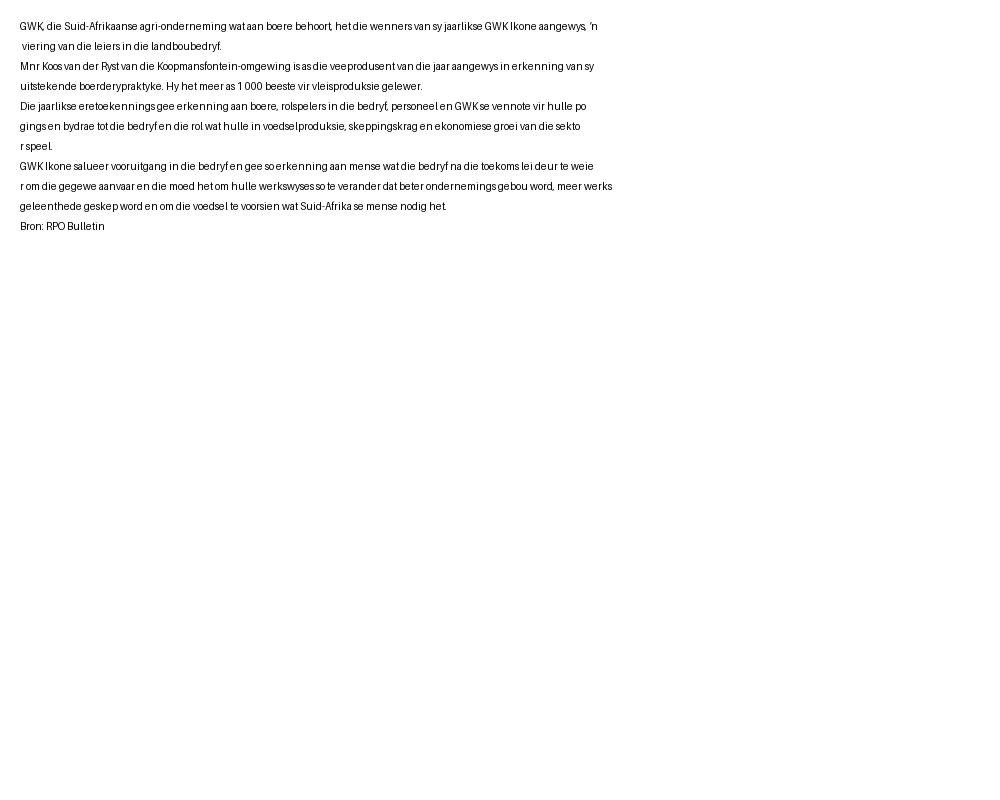 GWK, die Suid-Afrikaanse agri-onderneming wat aan boere behoort, het die wenners van sy jaarlikse GWK Ikone aangewys, ’n
viering van die leiers in die landboubedryf.
Mnr Koos van der Ryst van die Koopmansfontein-omgewing is as die veeprodusent van die jaar aangewys in erkenning van sy
uitstekende boerderypraktyke. Hy het meer as 1 000 beeste vir vleisproduksie gelewer.
Die jaarlikse eretoekennings gee erkenning aan boere, rolspelers in die bedryf, personeel en GWK se vennote vir hulle po
gings en bydrae tot die bedryf en die rol wat hulle in voedselproduksie, skeppingskrag en ekonomiese groei van die sekto
r speel.
GWK Ikone salueer vooruitgang in die bedryf en gee so erkenning aan mense wat die bedryf na die toekoms lei deur te weie
r om die gegewe aanvaar en die moed het om hulle werkswyses so te verander dat beter ondernemings gebou word, meer werks
geleenthede geskep word en om die voedsel te voorsien wat Suid-Afrika se mense nodig het.
Bron: RPO Bulletin